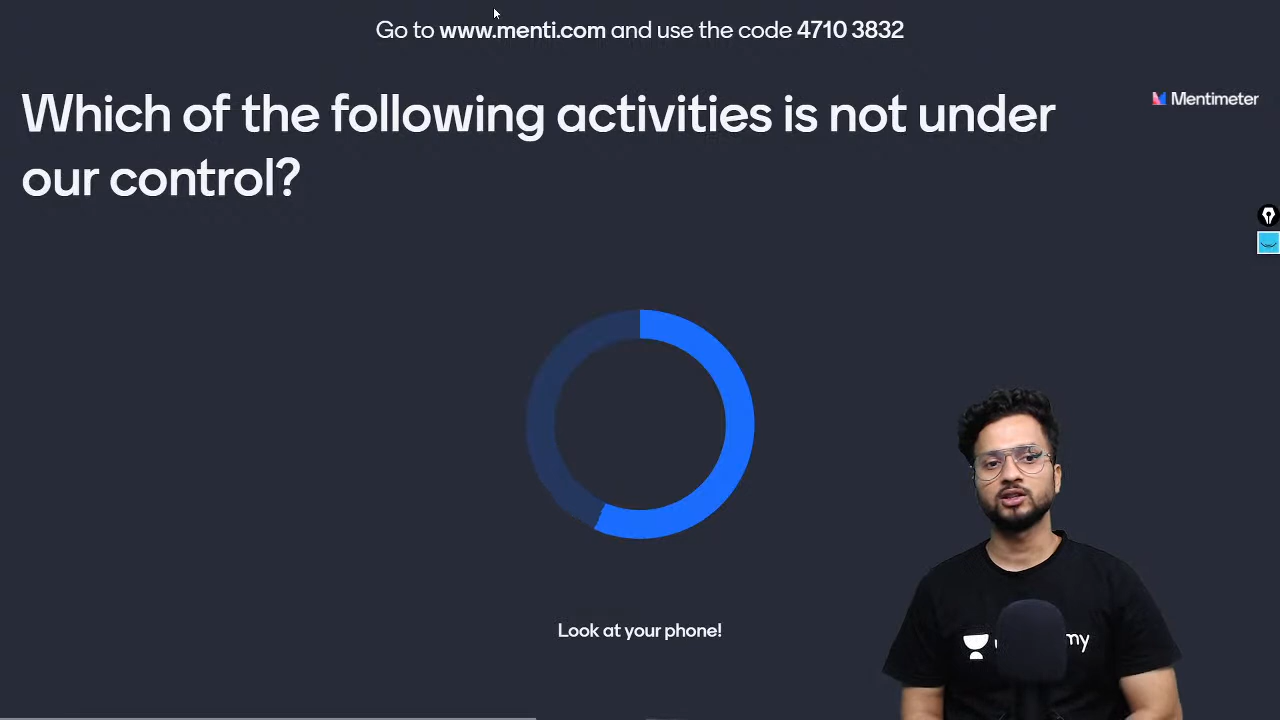 Go to www.menti.com and use the code 4710 3832
Which of the following activities is not under
our control?
Mentimeter
Look at your phone!